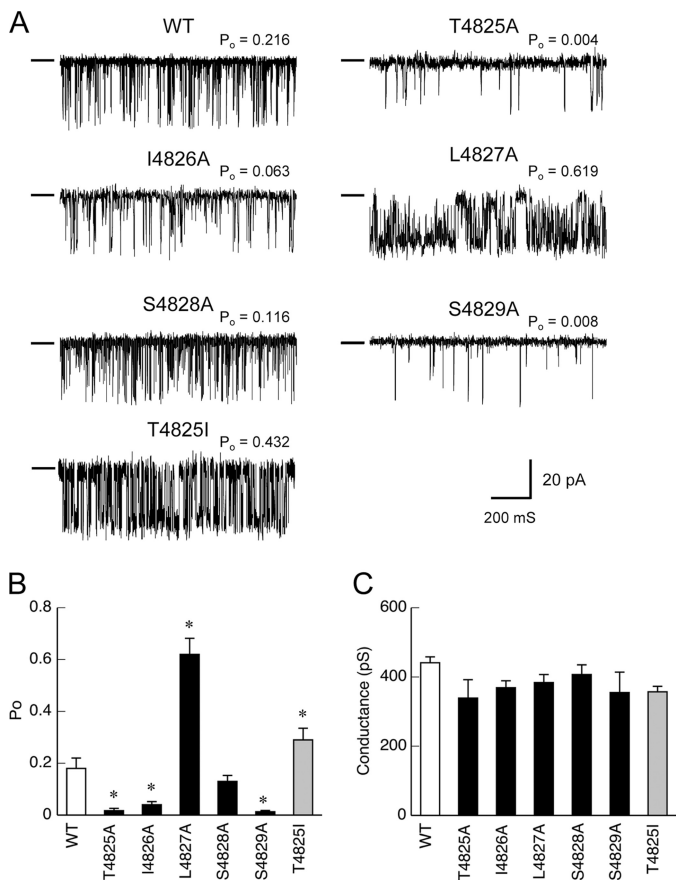 A
WT
Po = 0.216
T4825A
Po = 0.004
I4826A
Po = 0.063
L4827A
Po = 0.619
S4828A
Po = 0.116
S4829A
Po = 0.008
T4825I
Po = 0.432
20 pA
200 mS
B
Po
0.8
0.6
0.4
0.2
0
*
*
*
*
*
WT
T4825A
I4826A
L4827A
S4828A
S4829A
T4825I
C
Conductance (pS)
600
400
200
0
WT
T4825A
I4826A
L4827A
S4828A
S4829A
T4825I